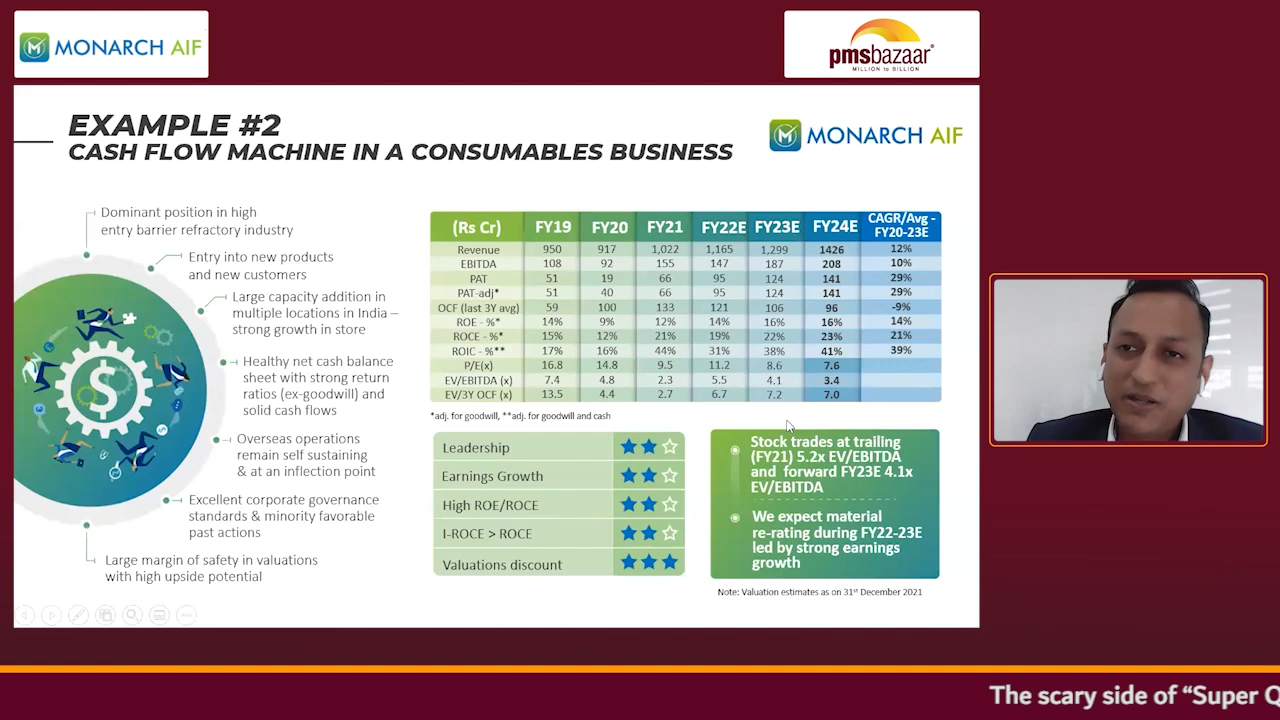 MONARCH AIF
pmsbazaar
MILLION to BILLION
EXAMPLE #2
CASH FLOW MACHINE IN A CONSUMABLES BUSINESS
MONARCH AIF
Dominant position in high
entry barrier refractory industry
Entry into new products
and new customers
Large capacity addition in
multiple locations in India –
strong growth in store
Healthy net cash balance
sheet with strong return
ratios (ex-goodwill) and
solid cash flows
Overseas operations
remain self sustaining
& at an inflection point
Excellent corporate governance
standards & minority favorable
past actions
Large margin of safety in valuations
with high upside potential
(Rs Cr) FY19 FY20 FY21 FY22E FY23E FY24E CAGR/Avg - FY20-23E
Revenue 950 917 1,022 1,165 1,299 1426 12%
EBITDA 108 92 155 147 187 208 10%
PAT 51 19 66 95 124 141 29%
PAT-adj* 51 40 66 95 124 141 29%
OCF (last 3Y avg) 59 100 133 121 106 96 -9%
ROE - %* 14% 9% 12% 14% 16% 16% 14%
ROCE - %* 15% 12% 21% 19% 22% 23% 21%
ROIC - %** 17% 16% 44% 31% 38% 41% 39%
P/E(x) 16.8 14.8 9.5 11.2 8.6 7.6
EV/EBITDA (x) 7.4 4.8 2.3 5.5 4.1 3.4
EV/3Y OCF (x) 13.5 4.4 2.7 6.7 7.2 7.0
*adj. for goodwill, **adj. for goodwill and cash
Leadership
Earnings Growth
High ROE/ROCE
I-ROCE > ROCE
Valuations discount
Stock trades at trailing
(FY21) 5.2x EV/EBITDA
and forward FY23E 4.1x
EV/EBITDA
We expect material
re-rating during FY22-23E
led by strong earnings
growth
Note: Valuation estimates as on 31st December 2021
The scary side of “Super Q